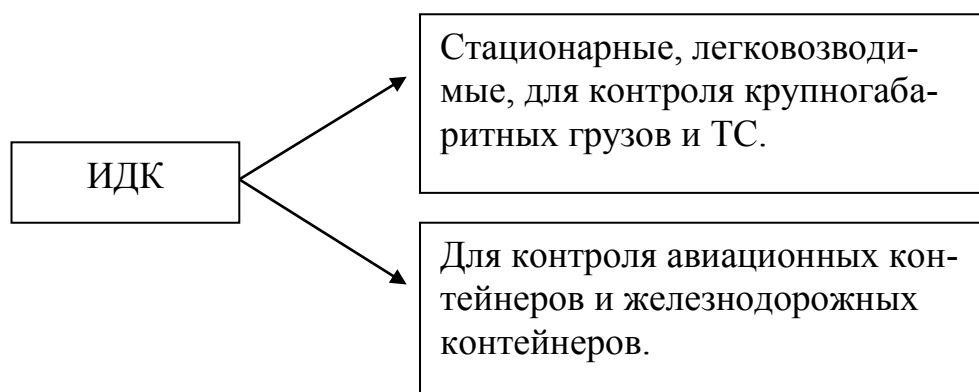 Стационарные, легковозводи-
мые, для контроля крупногаба-
ритных грузов и ТС.
ИДК
Для контроля авиационных кон-
тейнеров и железнодорожных
контейнеров.